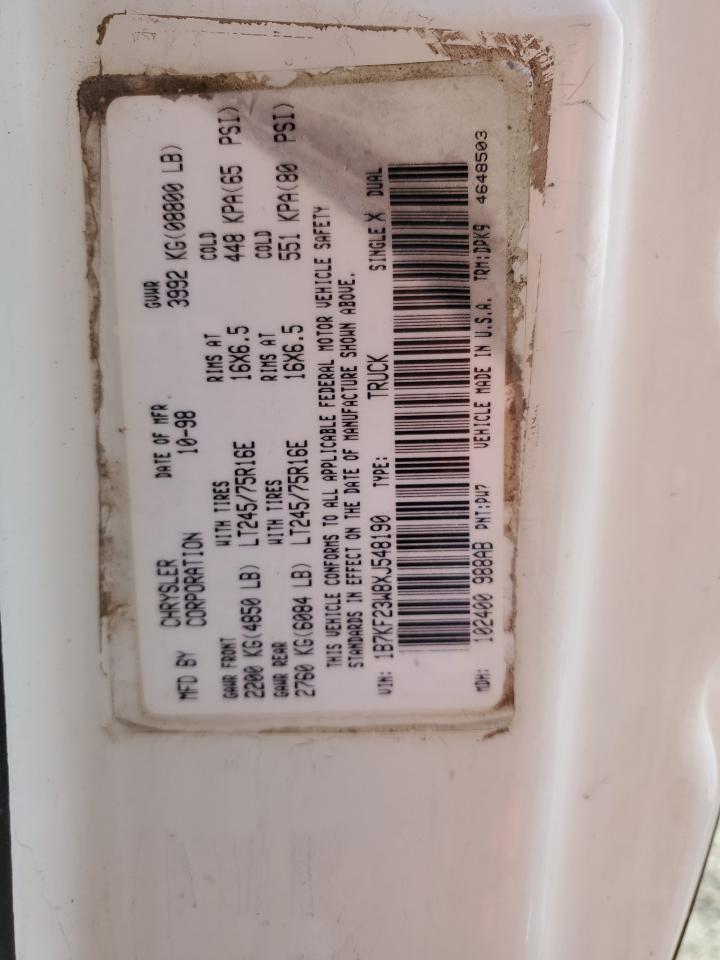 MFD BY CHRYSLER CORPORATION DATE OF MFR 10-98 GVWR 3992 KG(08800 LB)
GAWR FRONT WITH TIRES RIMS AT COLD
2200 KG(4850 LB) LT245/75R16E 16X6.5 448 KPA(65 PSI)
GAWR REAR WITH TIRES RIMS AT COLD
2760 KG(6084 LB) LT245/75R16E 16X6.5 551 KPA(80 PSI)
THIS VEHICLE CONFORMS TO ALL APPLICABLE FEDERAL MOTOR VEHICLE SAFETY
STANDARDS IN EFFECT ON THE DATE OF MANUFACTURE SHOWN ABOVE.
VIN: 1B7KF23W8XJ548190 TYPE: TRUCK SINGLE X DUAL
MDH: 102400 988AB PNT:PW7 VEHICLE MADE IN U.S.A. TRM:DPK9 4648503